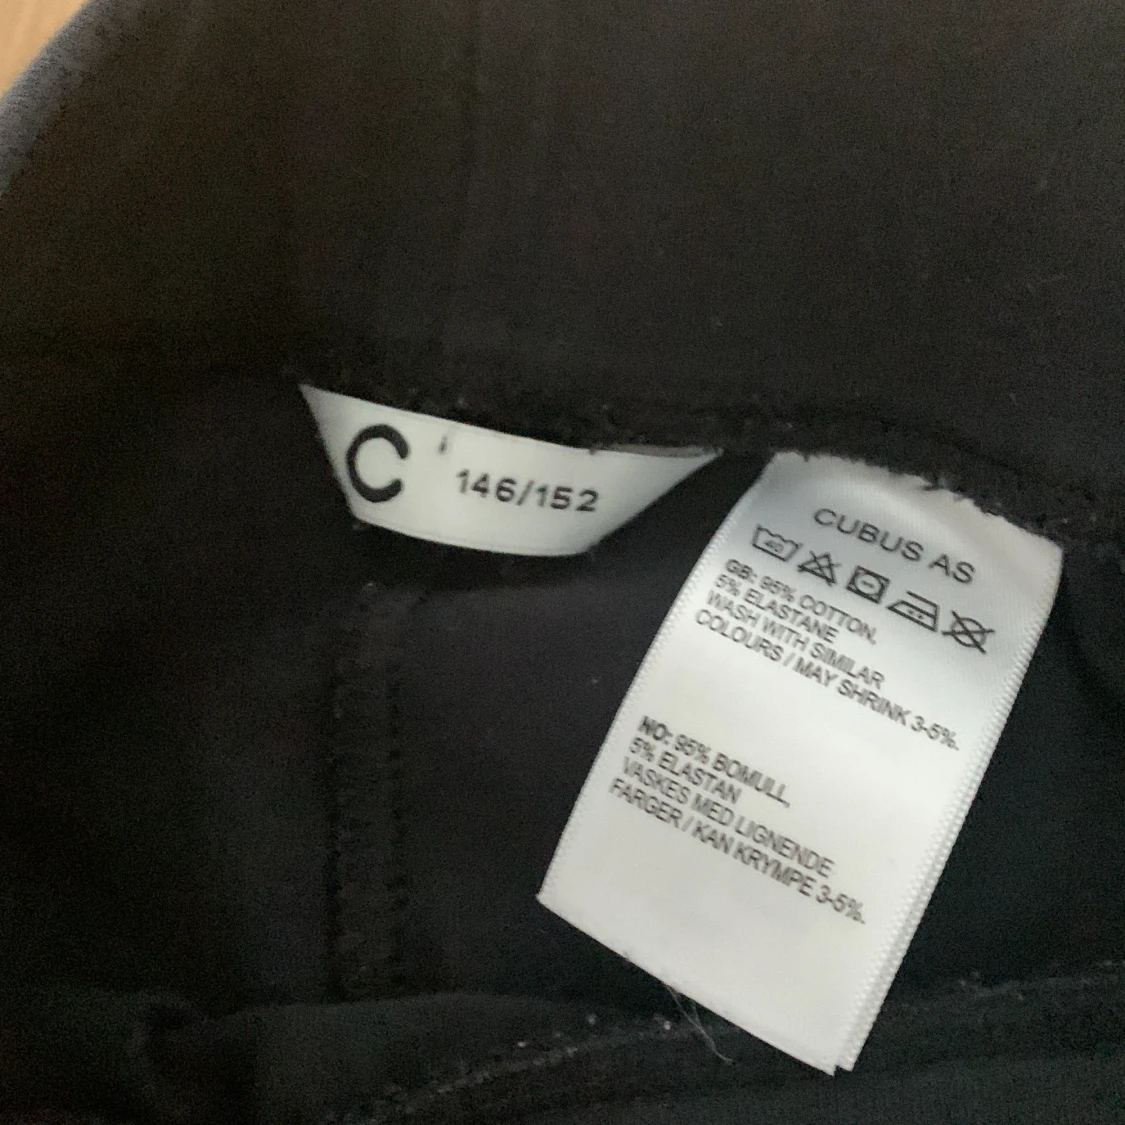 C 146/152
CUBUS AS
40
GB: 95% COTTON,
5% ELASTANE
WASH WITH SIMILAR
COLOURS / MAY SHRINK 3-5%.
NO: 95% BOMULL,
5% ELASTAN
VASKES MED LIGNENDE
FARGER / KAN KRYMPE 3-5%.